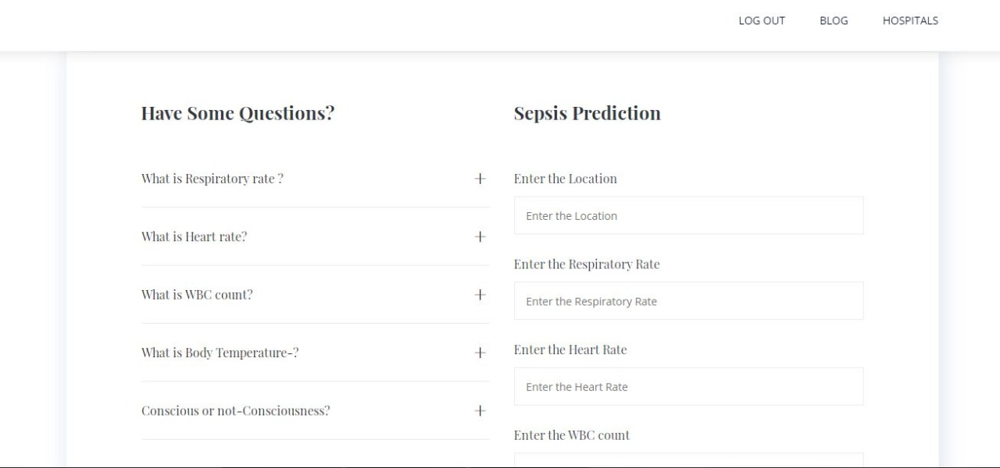 LOG OUT BLOG HOSPITALS
Have Some Questions?
What is Respiratory rate ?
What is Heart rate?
What is WBC count?
What is Body Temperature-?
Conscious or not-Consciousness?
Sepsis Prediction
Enter the Location
Enter the Location
Enter the Respiratory Rate
Enter the Respiratory Rate
Enter the Heart Rate
Enter the Heart Rate
Enter the WBC count